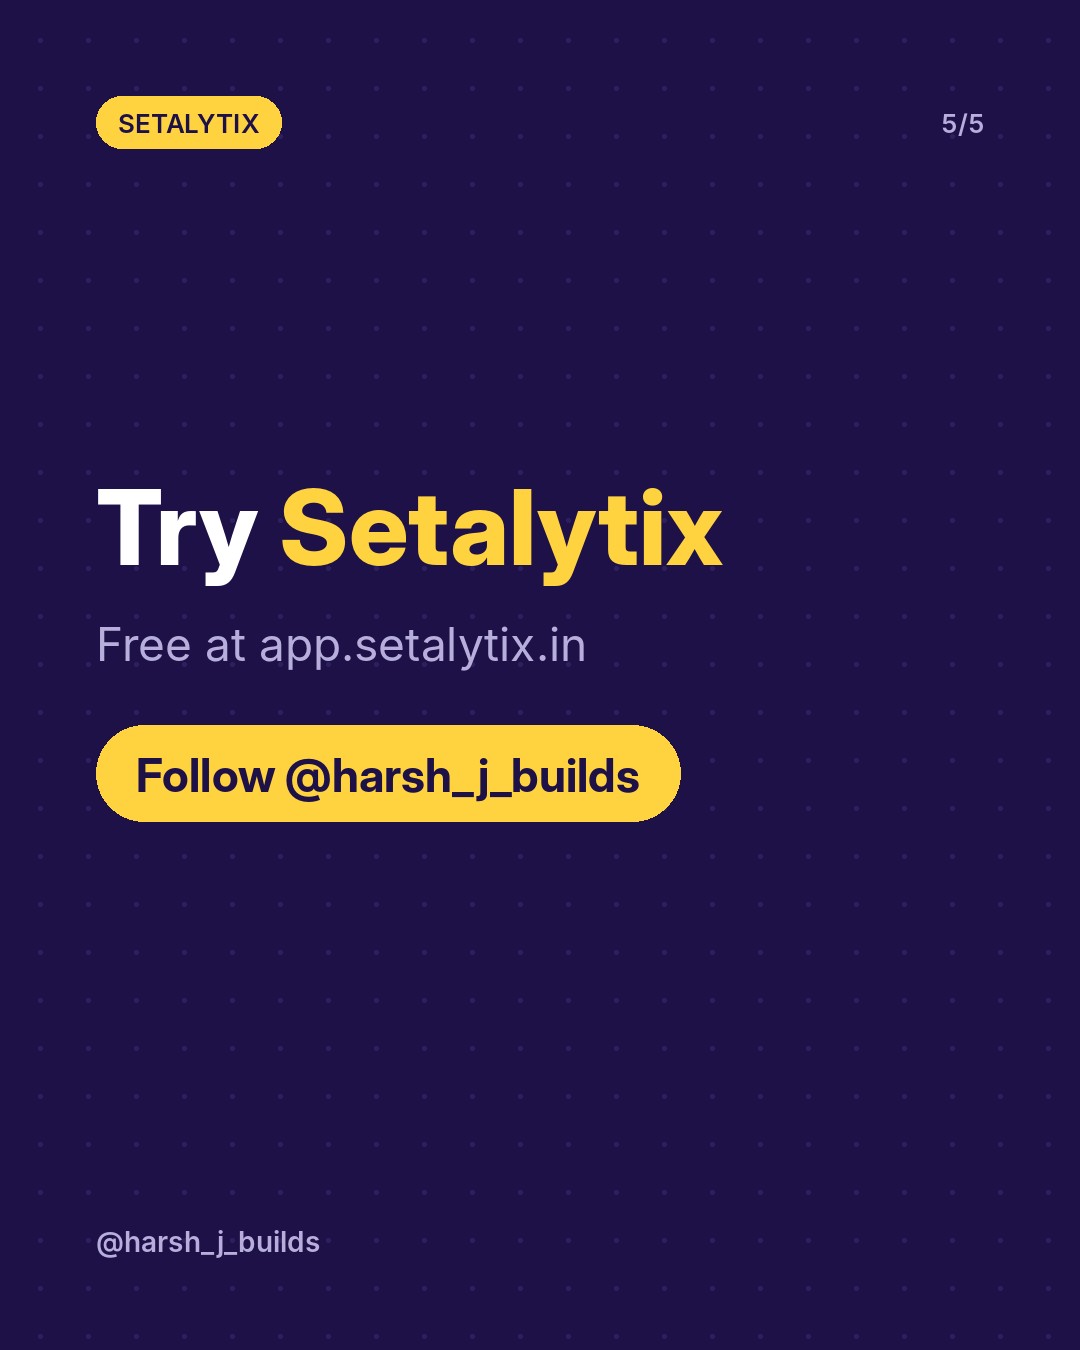 SETALYTIX
5/5
Try Setalytix
Free at app.setalytix.in
Follow @harsh_j_builds
@harsh_j_builds